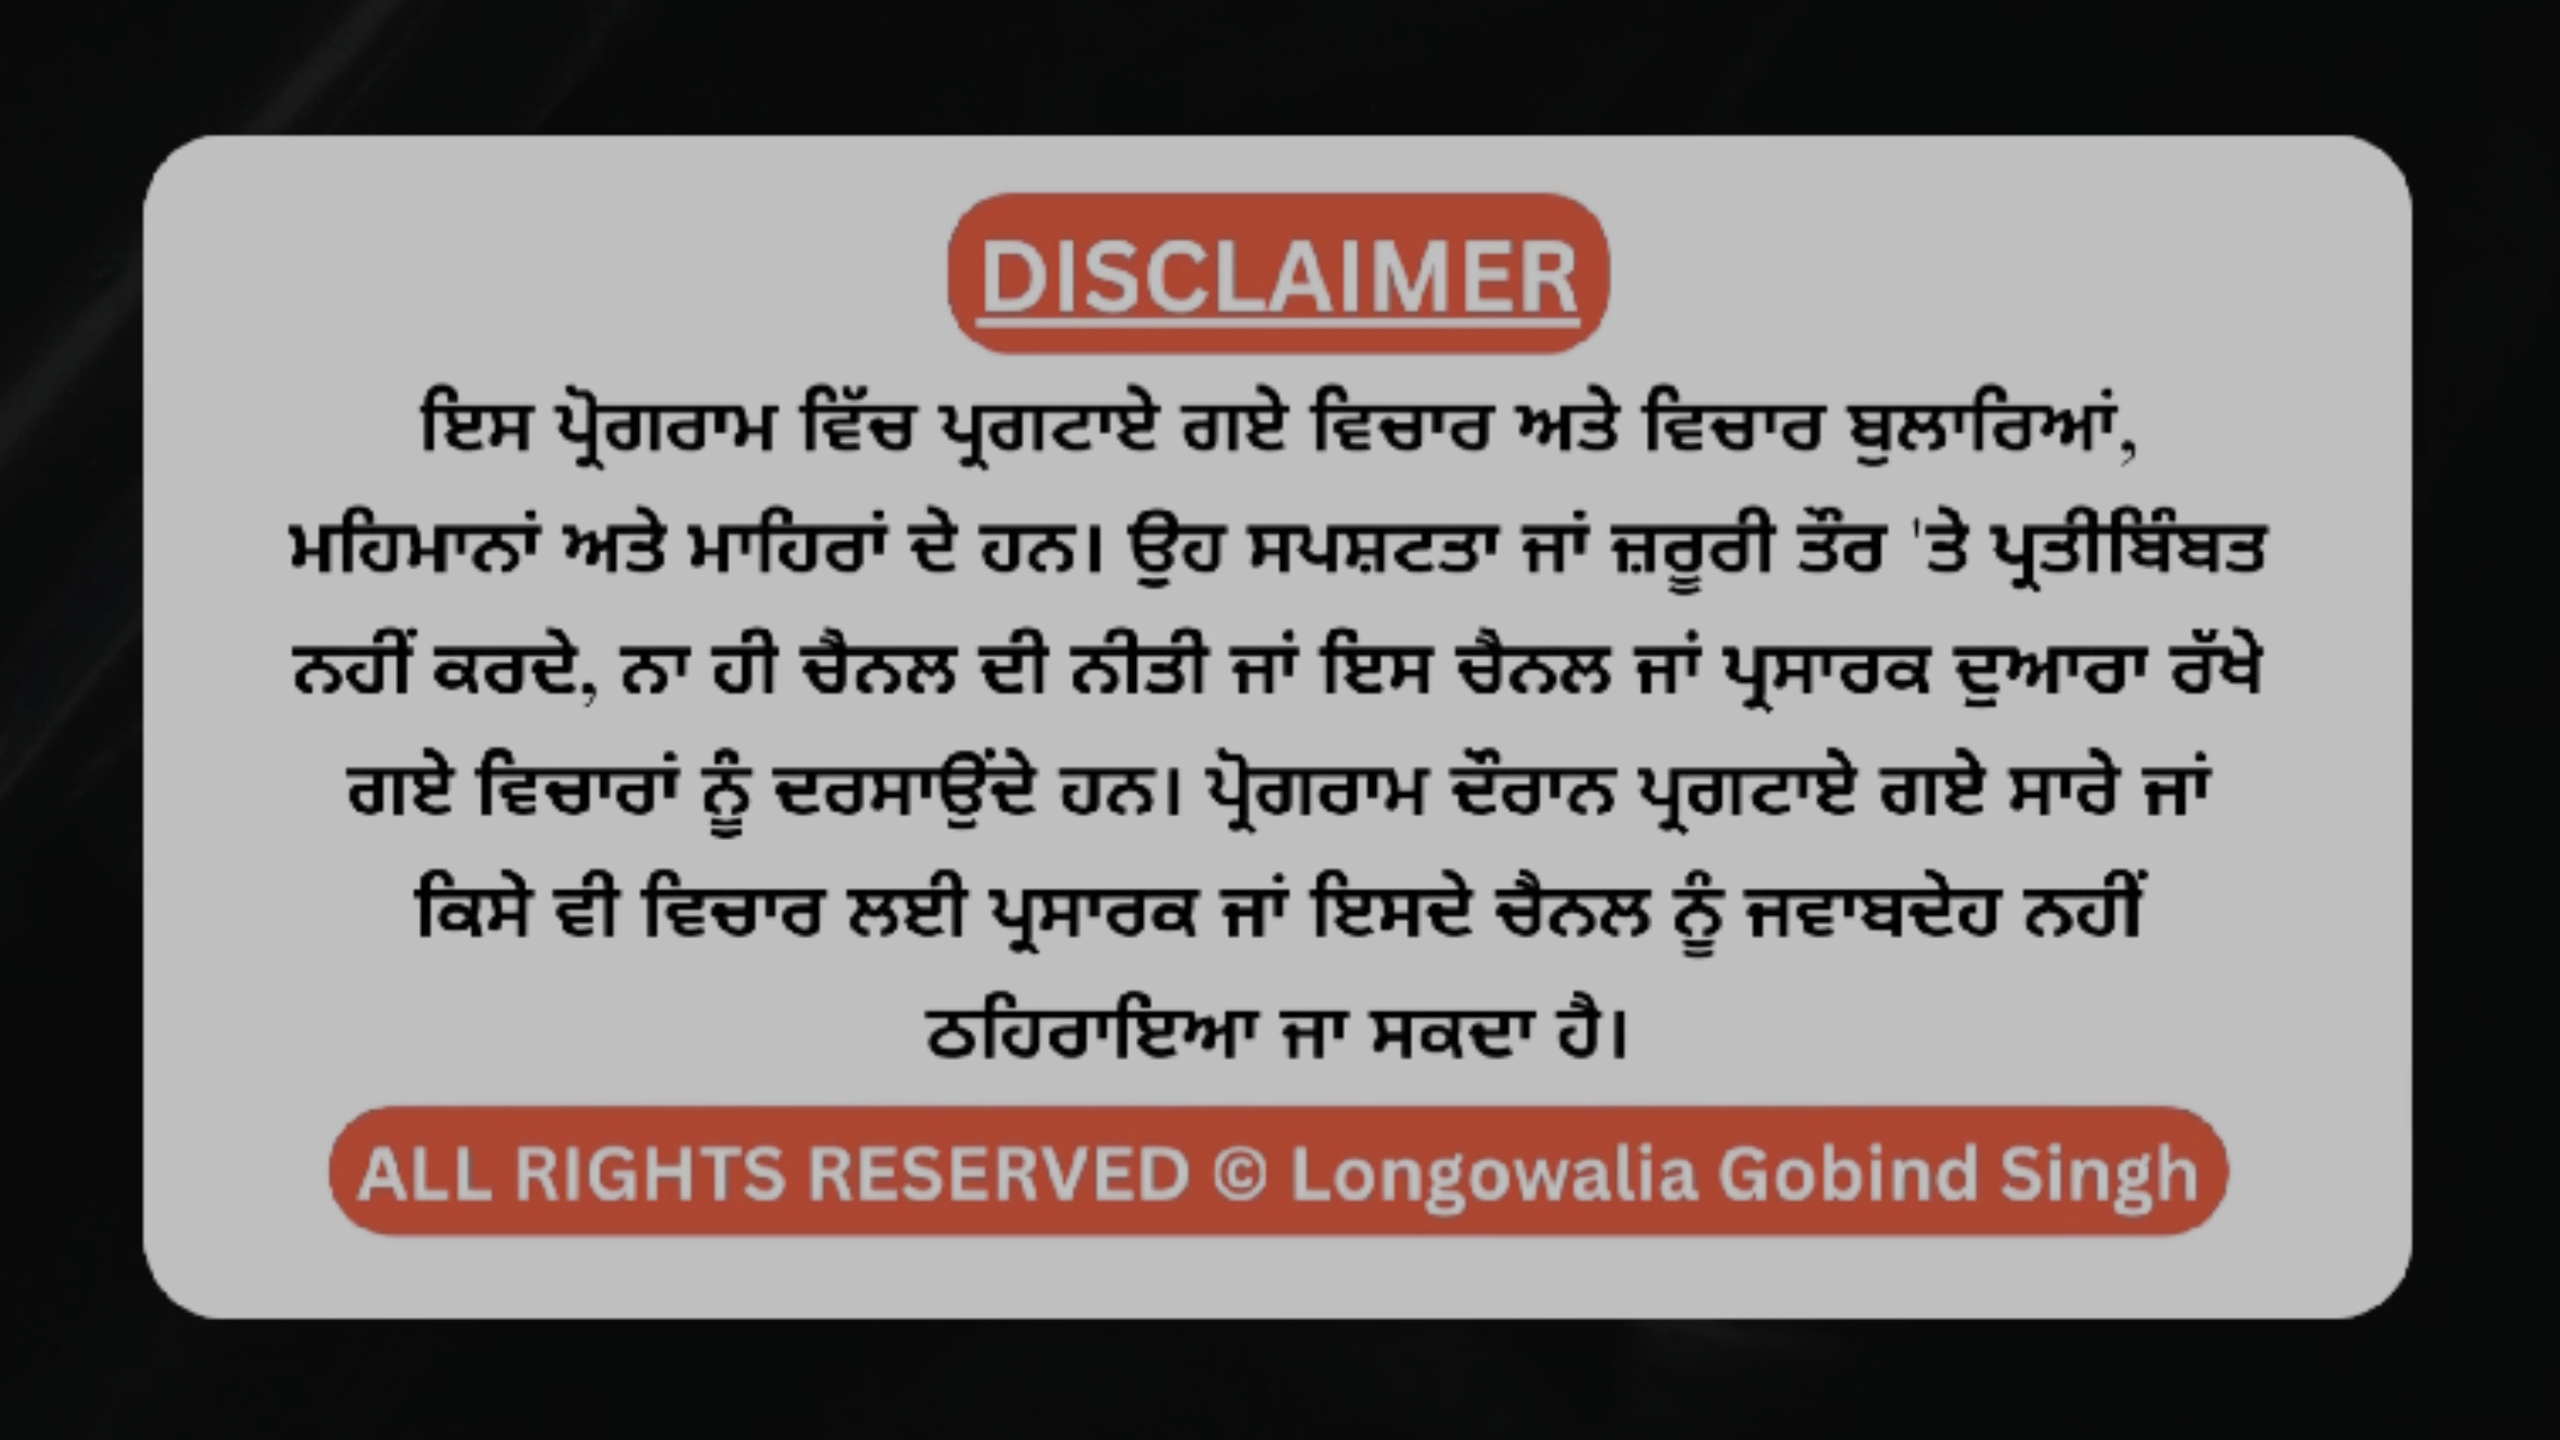 DISCLAIMER
ਇਸ ਪ੍ਰੋਗਰਾਮ ਵਿੱਚ ਪ੍ਰਗਟਾਏ ਗਏ ਵਿਚਾਰ ਅਤੇ ਵਿਚਾਰ ਬੁਲਾਰਿਆਂ,
ਮਹਿਮਾਨਾਂ ਅਤੇ ਮਾਹਿਰਾਂ ਦੇ ਹਨ। ਉਹ ਸਪਸ਼ਟਤਾ ਜਾਂ ਜ਼ਰੂਰੀ ਤੌਰ 'ਤੇ ਪ੍ਰਤੀਬਿੰਬਤ
ਨਹੀਂ ਕਰਦੇ, ਨਾ ਹੀ ਚੈਨਲ ਦੀ ਨੀਤੀ ਜਾਂ ਇਸ ਚੈਨਲ ਜਾਂ ਪ੍ਰਸਾਰਕ ਦੁਆਰਾ ਰੱਖੇ
ਗਏ ਵਿਚਾਰਾਂ ਨੂੰ ਦਰਸਾਉਂਦੇ ਹਨ। ਪ੍ਰੋਗਰਾਮ ਦੌਰਾਨ ਪ੍ਰਗਟਾਏ ਗਏ ਸਾਰੇ ਜਾਂ
ਕਿਸੇ ਵੀ ਵਿਚਾਰ ਲਈ ਪ੍ਰਸਾਰਕ ਜਾਂ ਇਸਦੇ ਚੈਨਲ ਨੂੰ ਜਵਾਬਦੇਹ ਨਹੀਂ
ਠਹਿਰਾਇਆ ਜਾ ਸਕਦਾ ਹੈ।
ALL RIGHTS RESERVED © Longowalia Gobind Singh